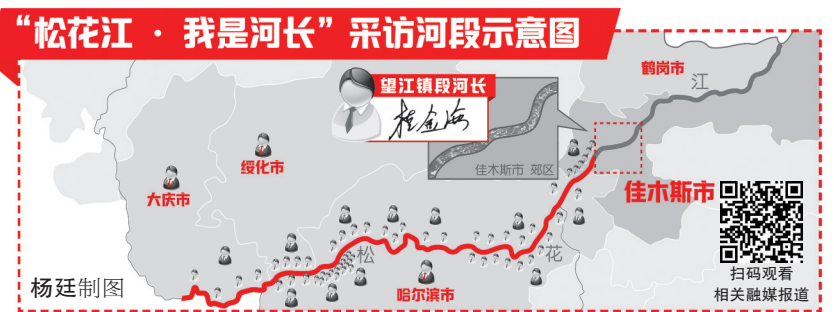 “松花江 · 我是河长”采访河段示意图
鹤岗市
江
望江镇段河长
桂金海
绥化市
佳木斯市 郊区
大庆市
佳木斯市
松
花
哈尔滨市
扫码观看
相关融媒报道
杨廷制图